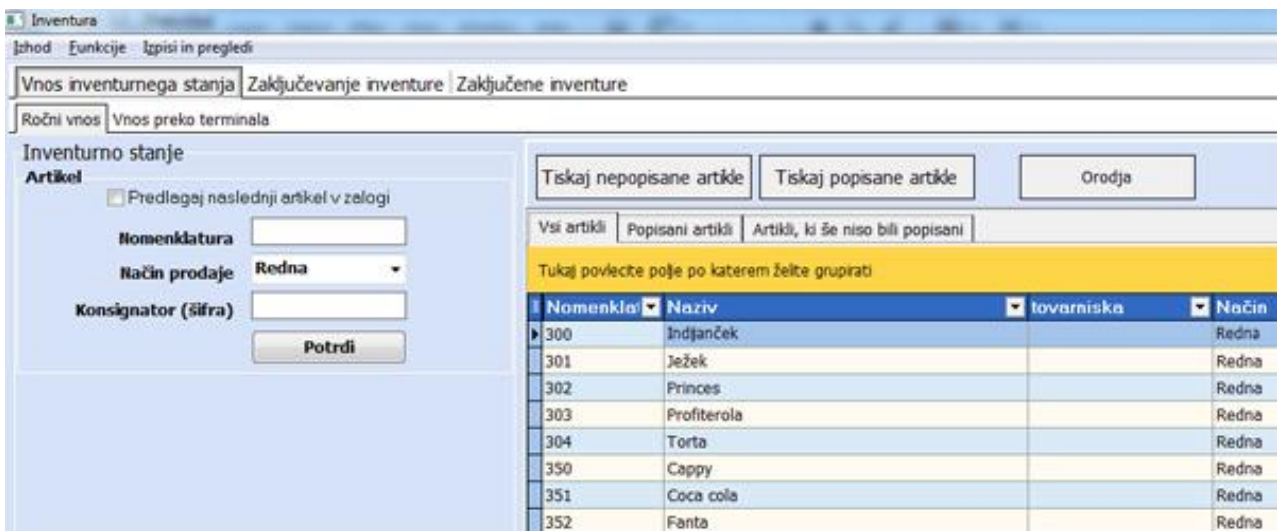 Inventura
Izhod Funkcije Izpisi in pregledi
Vnos inventurnega stanja Zaključevanje inventure Zaključene inventure
Ročni vnos Vnos preko terminala
Inventurno stanje
Artikel
Predlagaj naslednji artikel v zalogi
Nomenklatura
Način prodaje Redna
Konsignator (šifra)
Potrdi
Tiskaj nepopisane artikle Tiskaj popisane artikle Orodja
Vsi artikli Popisani artikli Artikli, ki še niso bili popisani
Tukaj povlecite polje po katerem želite grupirati
Nomenklat Naziv tovarniska Način
300 Indijanček Redna
301 Ježek Redna
302 Princes Redna
303 Profiterola Redna
304 Torta Redna
350 Cappy Redna
351 Coca cola Redna
352 Fanta Redna